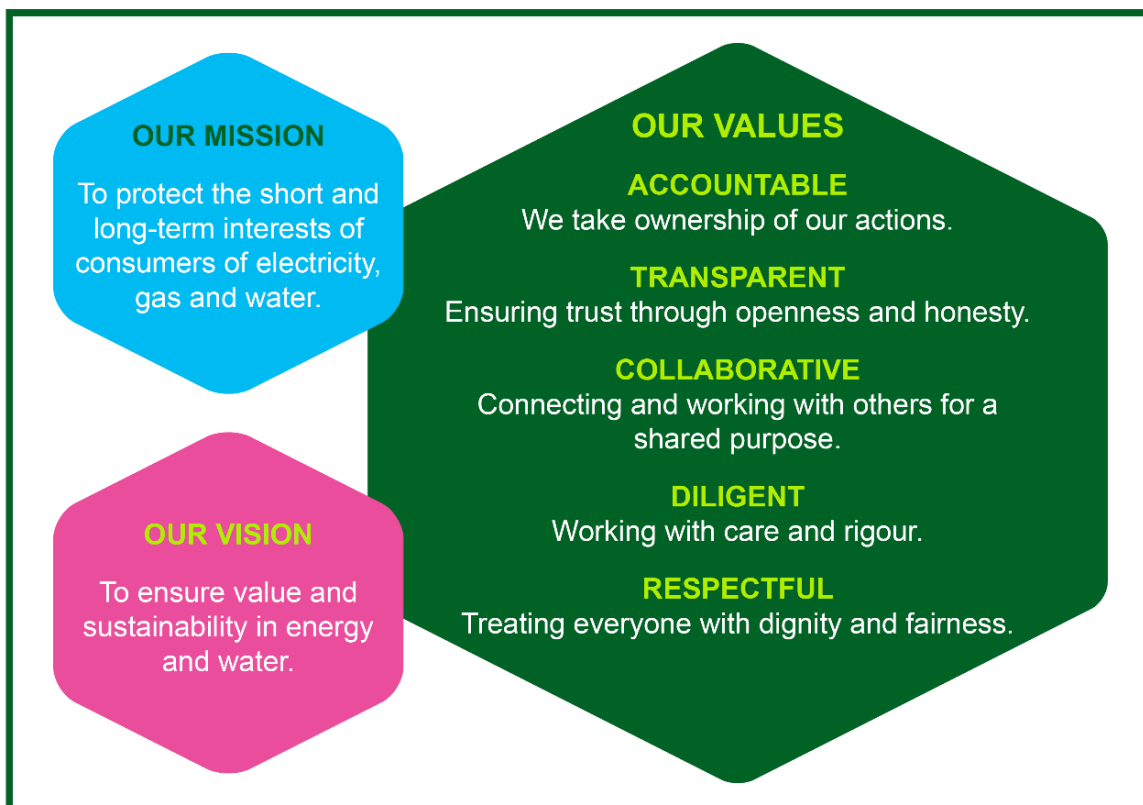 OUR MISSION
To protect the short and
long-term interests of
consumers of electricity,
gas and water.
OUR VISION
To ensure value and
sustainability in energy
and water.
OUR VALUES
ACCOUNTABLE
We take ownership of our actions.
TRANSPARENT
Ensuring trust through openness and honesty.
COLLABORATIVE
Connecting and working with others for a
shared purpose.
DILIGENT
Working with care and rigour.
RESPECTFUL
Treating everyone with dignity and fairness.